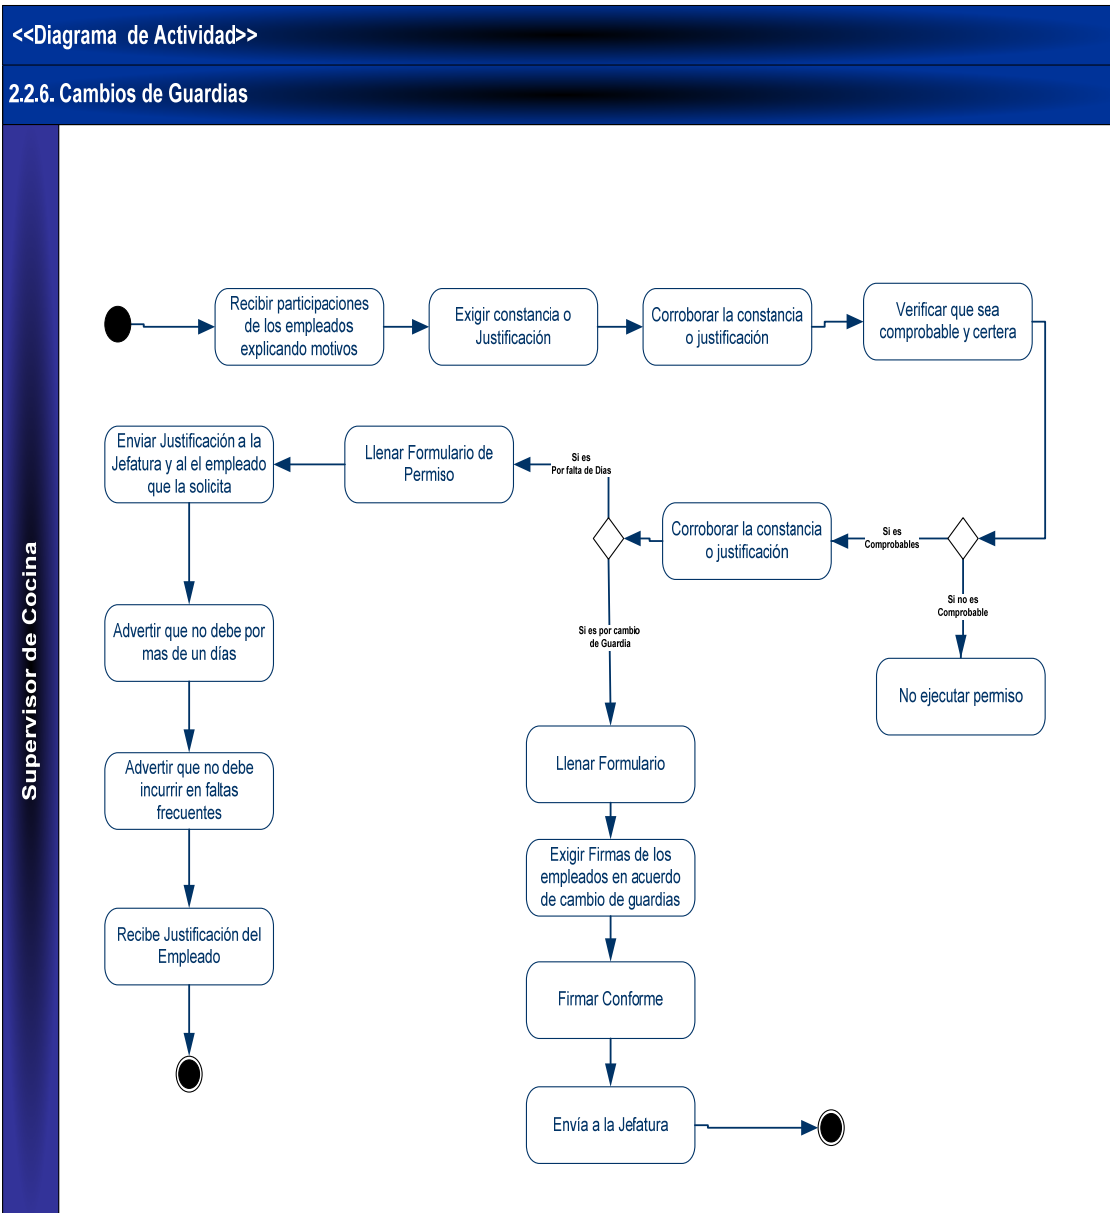 <<Diagrama  de Actividad>>
2.2.6. Cambios de Guardias
Supervisor de Cocina
Recibir participaciones
de los empleados
explicando motivos
Exigir constancia o
Justificación
Corroborar la constancia
o justificación
Verificar que sea
comprobable y certera
Enviar Justificación a la
Jefatura y al el empleado
que la solicita
Llenar Formulario de
Permiso
Si es
Por falta de Dias
Corroborar la constancia
o justificación
Si es
Comprobables
Si no es
Comprobable
No ejecutar permiso
Si es por cambio
de Guardia
Advertir que no debe por
mas de un días
Advertir que no debe
incurrir en faltas
frecuentes
Recibe Justificación del
Empleado
Llenar Formulario
Exigir Firmas de los
empleados en acuerdo
de cambio de guardias
Firmar Conforme
Envía a la Jefatura